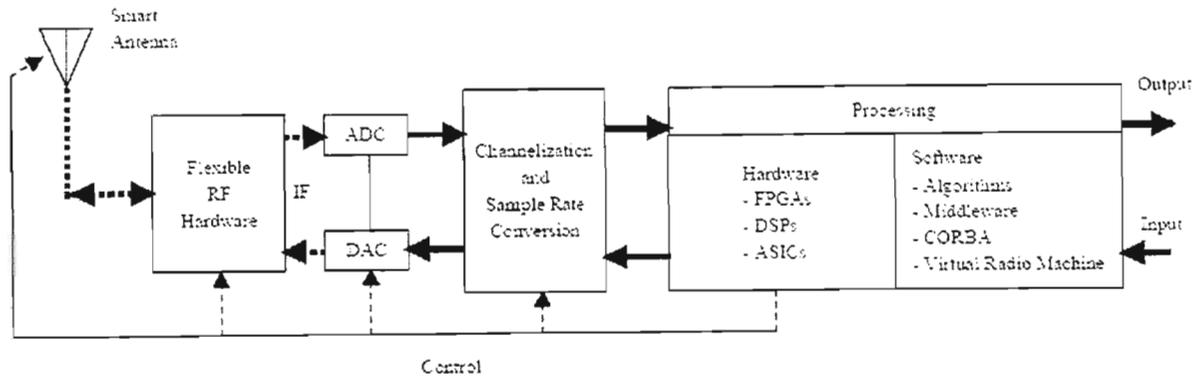 Smart
Antenna
Output
Processing
ADC
Flexible
RF
Hardware
IF
Channelization
and
Sample Rate
Conversion
Hardware
- FPGAs
- DSPs
- ASICs
Software
- Algorithms
- Middleware
- CORBA
- Virtual Radio Machine
Input
DAC
Control